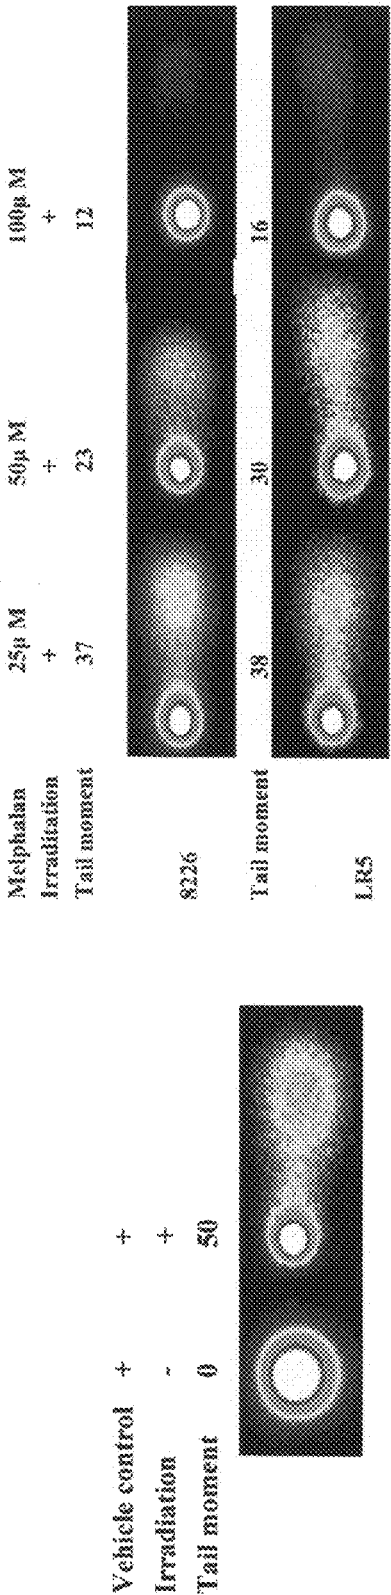 Vehicle control + +
Irradiation - +
Tail moment 0 50
Melphalan 25µ M 50µ M 100µ M
Irraditation + + +
Tail moment 37 23 12
8226
Tail moment 38 30 16
LR5